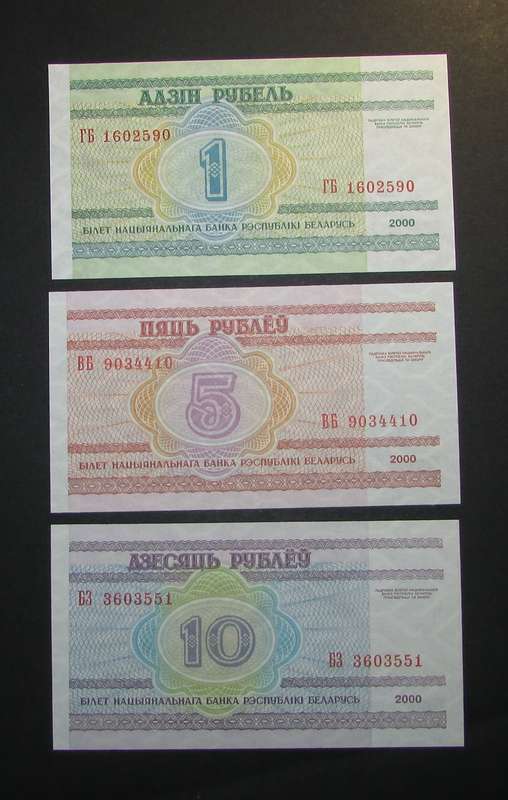 АДЗІН РУБЕЛЬ
ГБ 1602590
1
ГБ 1602590
БІЛЕТ НАЦЫЯНАЛЬНАГА БАНКА РЭСПУБЛІКІ БЕЛАРУСЬ 2000
ПЯЦЬ РУБЛЁЎ
ВБ 9034410
5
ВБ 9034410
БІЛЕТ НАЦЫЯНАЛЬНАГА БАНКА РЭСПУБЛІКІ БЕЛАРУСЬ 2000
ДЗЕСЯЦЬ РУБЛЁЎ
БЗ 3603551
10
БЗ 3603551
БІЛЕТ НАЦЫЯНАЛЬНАГА БАНКА РЭСПУБЛІКІ БЕЛАРУСЬ 2000